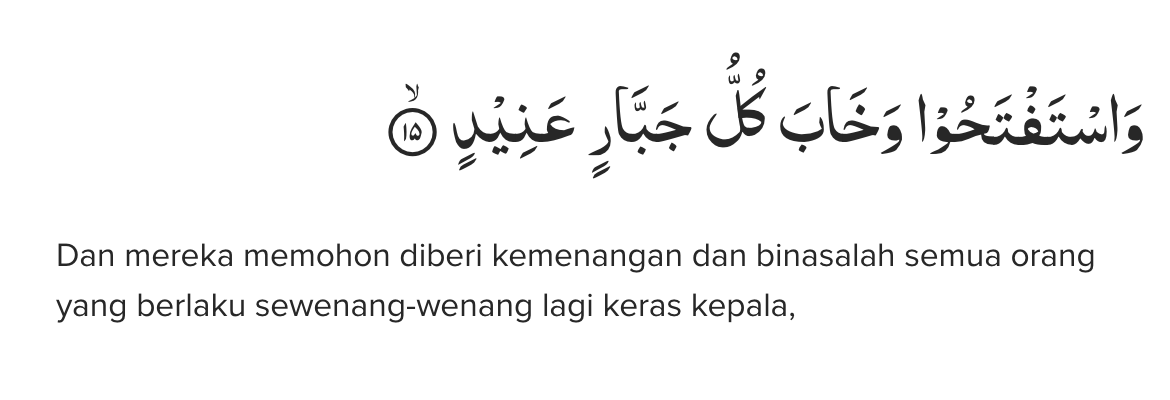 وَاسْتَفْتَحُوْا وَخَابَ كُلُّ جَبَّارٍ عَنِيْدٍۙ ۝١٥
Dan mereka memohon diberi kemenangan dan binasalah semua orang
yang berlaku sewenang-wenang lagi keras kepala,